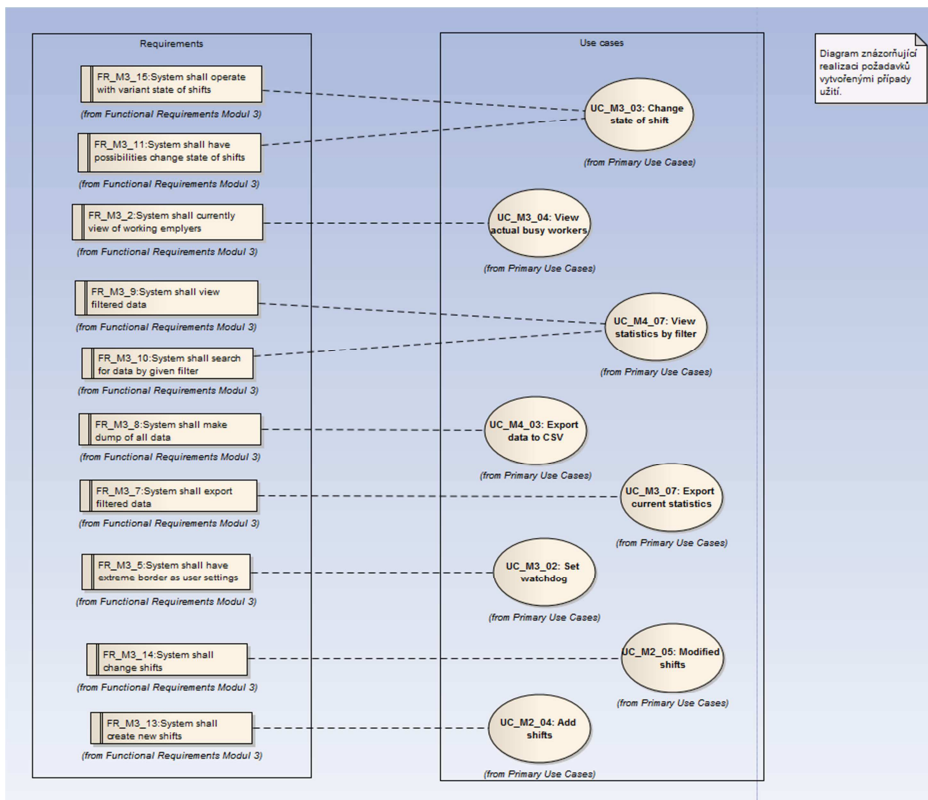 Requirements
FR_M3_15:System shall operate
with variant state of shifts
(from Functional Requirements Modul 3)
FR_M3_11:System shall have
possibilities change state of shifts
(from Functional Requirements Modul 3)
FR_M3_2:System shall currently
view of working emplyers
(from Functional Requirements Modul 3)
FR_M3_9:System shall view
filtered data
(from Functional Requirements Modul 3)
FR_M3_10:System shall search
for data by given filter
(from Functional Requirements Modul 3)
FR_M3_8:System shall make
dump of all data
(from Functional Requirements Modul 3)
FR_M3_7:System shall export
filtered data
(from Functional Requirements Modul 3)
FR_M3_5:System shall have
extreme border as user settings
(from Functional Requirements Modul 3)
FR_M3_14:System shall
change shifts
(from Functional Requirements Modul 3)
FR_M3_13:System shall
create new shifts
(from Functional Requirements Modul 3)
Use cases
UC_M3_03: Change
state of shift
(from Primary Use Cases)
UC_M3_04: View
actual busy workers
(from Primary Use Cases)
UC_M4_07: View
statistics by filter
(from Primary Use Cases)
UC_M4_03: Export
data to CSV
(from Primary Use Cases)
UC_M3_07: Export
current statistics
(from Primary Use Cases)
UC_M3_02: Set
watchdog
(from Primary Use Cases)
UC_M2_05: Modified
shifts
(from Primary Use Cases)
UC_M2_04: Add
shifts
(from Primary Use Cases)
Diagram znázorňující
realizaci požadavků
vytvořenými případy
užití.